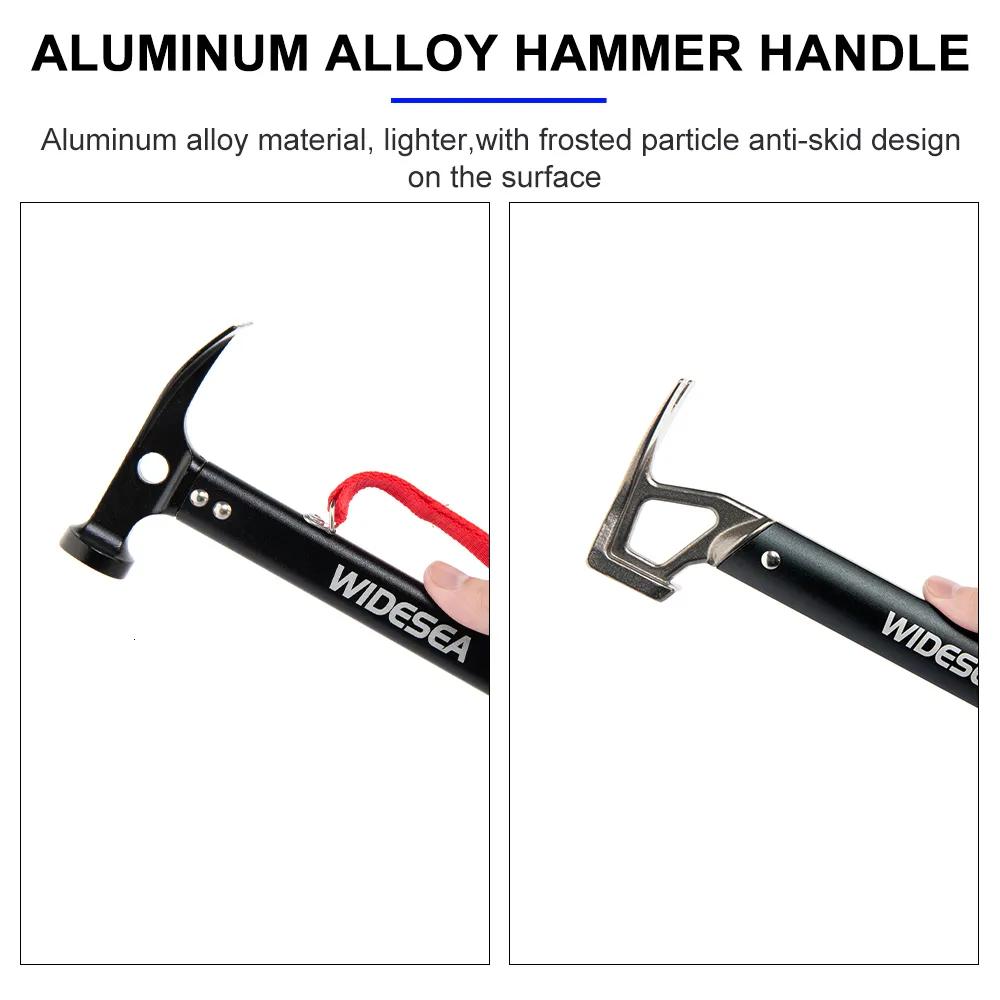 ALUMINUM ALLOY HAMMER HANDLE
Aluminum alloy material, lighter,with frosted particle anti-skid design
on the surface
WIDESEA
WIDESE